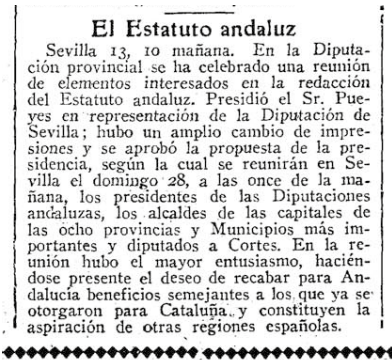 El Estatuto andaluz
Sevilla 13, 10 mañana. En la Diputa-
ción provincial se ha celebrado una reunión
de elementos interesados en la redacción
del Estatuto andaluz. Presidió el Sr. Pue-
yes en representación de la Diputación de
Sevilla; hubo un amplio cambio de impre-
siones y se aprobó la propuesta de la pre-
sidencia, según la cual se reunirán en Se-
villa el domingo 28, a las once de la ma-
ñana, los presidentes de las Diputaciones
andaluzas, los alcaldes de las capitales de
las ocho provincias y Municipios más im-
portantes y diputados a Cortes. En la re-
unión hubo el mayor entusiasmo, hacién-
dose presente el deseo de recabar para An-
dalucía beneficios semejantes a los que ya se
otorgaron para Cataluña y constituyen la
aspiración de otras regiones españolas.